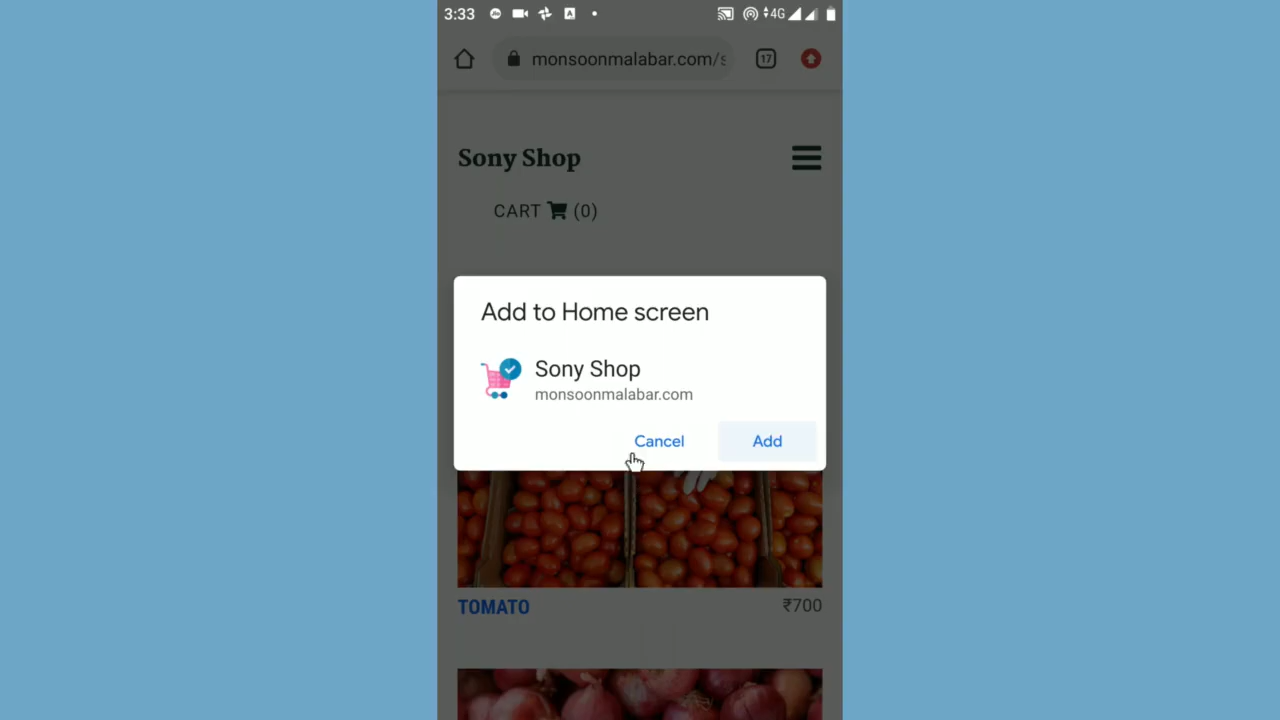 3:33 4G
monsoonmalabar.com/s 17
Sony Shop
CART (0)
Add to Home screen
Sony Shop
monsoonmalabar.com
Cancel Add
TOMATO ₹700